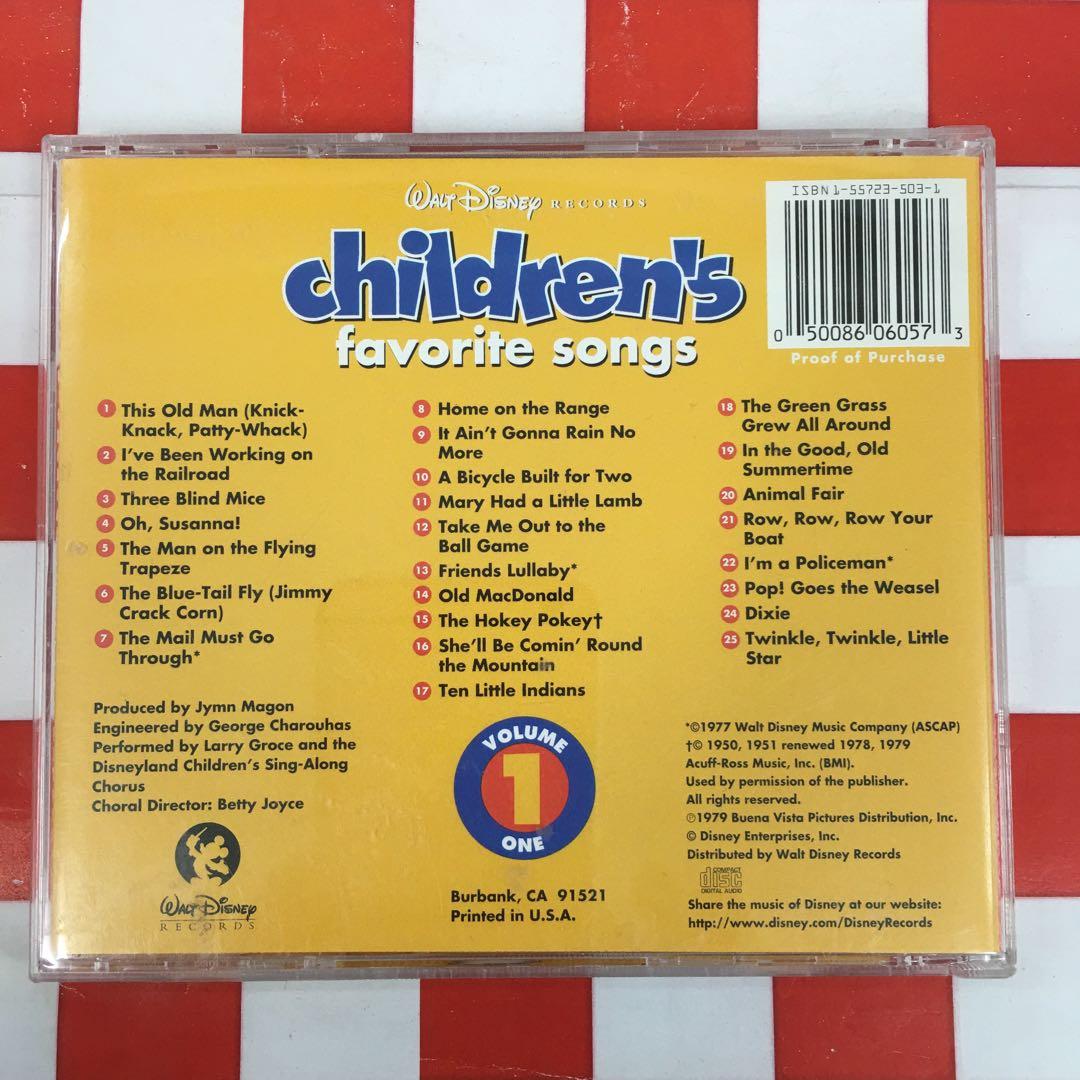 WALT DISNEY RECORDS
children's
favorite songs
ISBN 1-55723-503-1
0 50086 06057 3
Proof of Purchase
1 This Old Man (Knick-
Knack, Patty-Whack)
2 I've Been Working on
the Railroad
3 Three Blind Mice
4 Oh, Susanna!
5 The Man on the Flying
Trapeze
6 The Blue-Tail Fly (Jimmy
Crack Corn)
7 The Mail Must Go
Through*
8 Home on the Range
9 It Ain't Gonna Rain No
More
10 A Bicycle Built for Two
11 Mary Had a Little Lamb
12 Take Me Out to the
Ball Game
13 Friends Lullaby*
14 Old MacDonald
15 The Hokey Pokey†
16 She'll Be Comin' Round
the Mountain
17 Ten Little Indians
18 The Green Grass
Grew All Around
19 In the Good, Old
Summertime
20 Animal Fair
21 Row, Row, Row Your
Boat
22 I'm a Policeman*
23 Pop! Goes the Weasel
24 Dixie
25 Twinkle, Twinkle, Little
Star
Produced by Jymn Magon
Engineered by George Charouhas
Performed by Larry Groce and the
Disneyland Children's Sing-Along
Chorus
Choral Director: Betty Joyce
WALT DISNEY
RECORDS
VOLUME
1
ONE
Burbank, CA 91521
Printed in U.S.A.
*©1977 Walt Disney Music Company (ASCAP)
†© 1950, 1951 renewed 1978, 1979
Acuff-Ross Music, Inc. (BMI).
Used by permission of the publisher.
All rights reserved.
℗1979 Buena Vista Pictures Distribution, Inc.
© Disney Enterprises, Inc.
Distributed by Walt Disney Records
COMPACT
disc
DIGITAL AUDIO
Share the music of Disney at our website:
http://www.disney.com/DisneyRecords